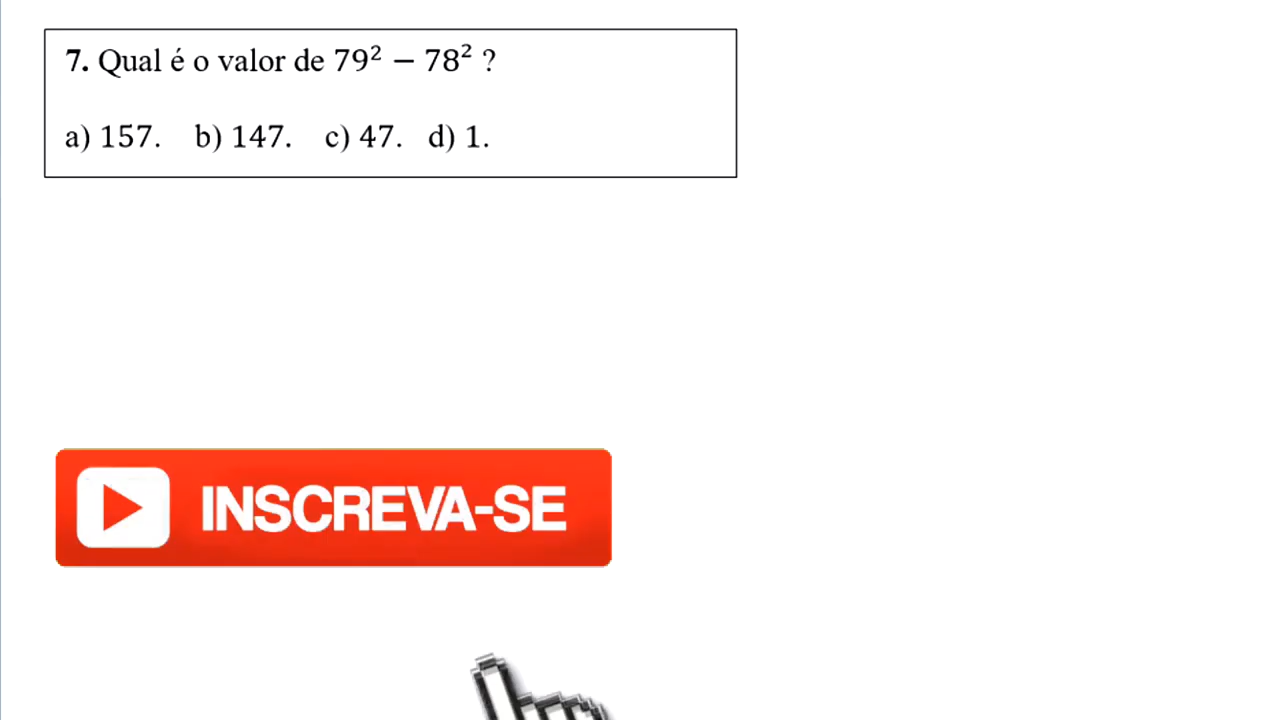 7. Qual é o valor de 79² − 78² ?
a) 157. b) 147. c) 47. d) 1.
INSCREVA-SE